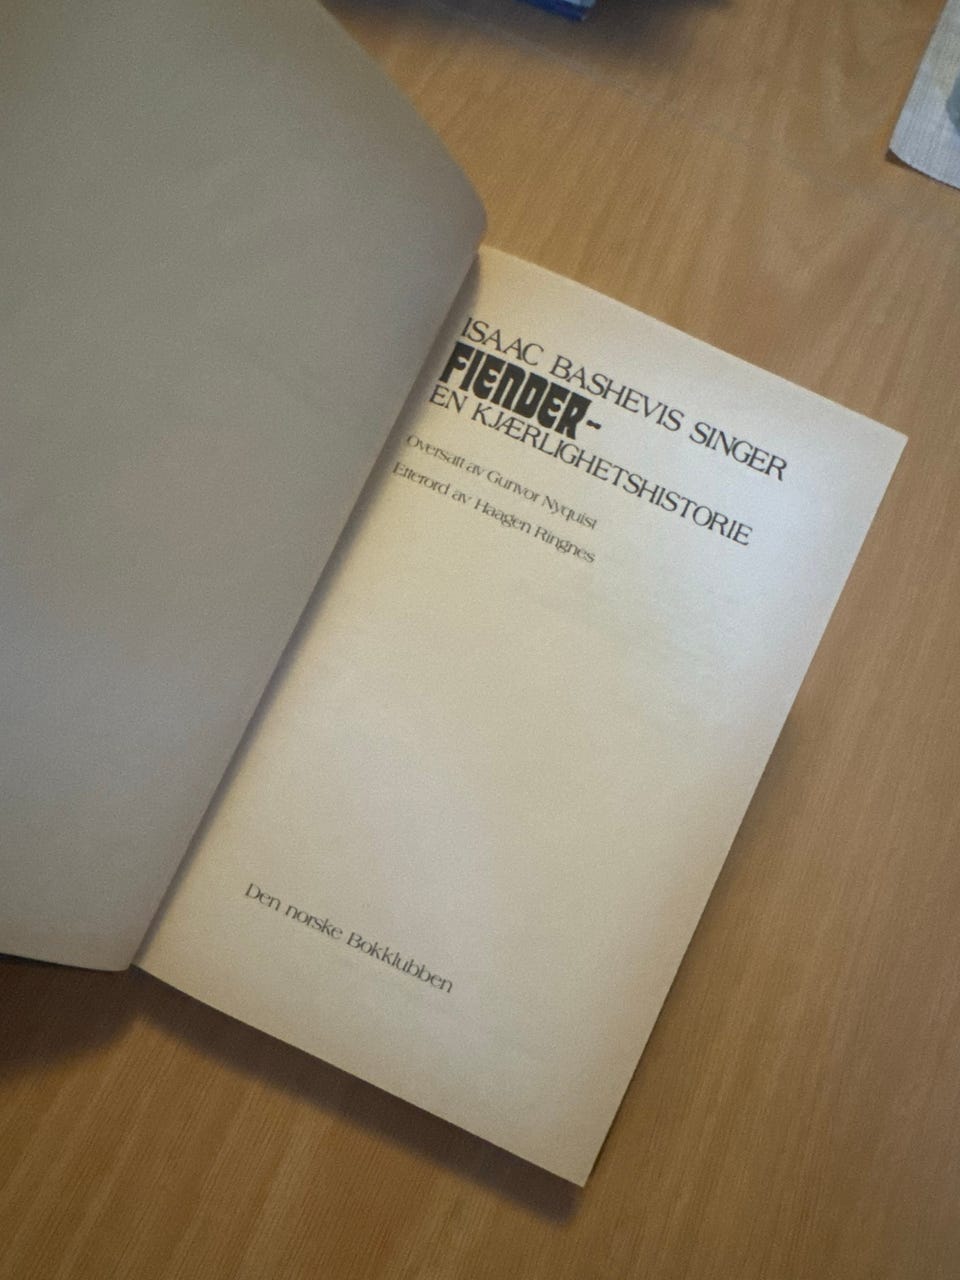 ISAAC BASHEVIS SINGER
FIENDER-
EN KJÆRLIGHETSHISTORIE
Oversatt av Gunvor Nyquist
Etterord av Haagen Ringnes
Den norske Bokklubben